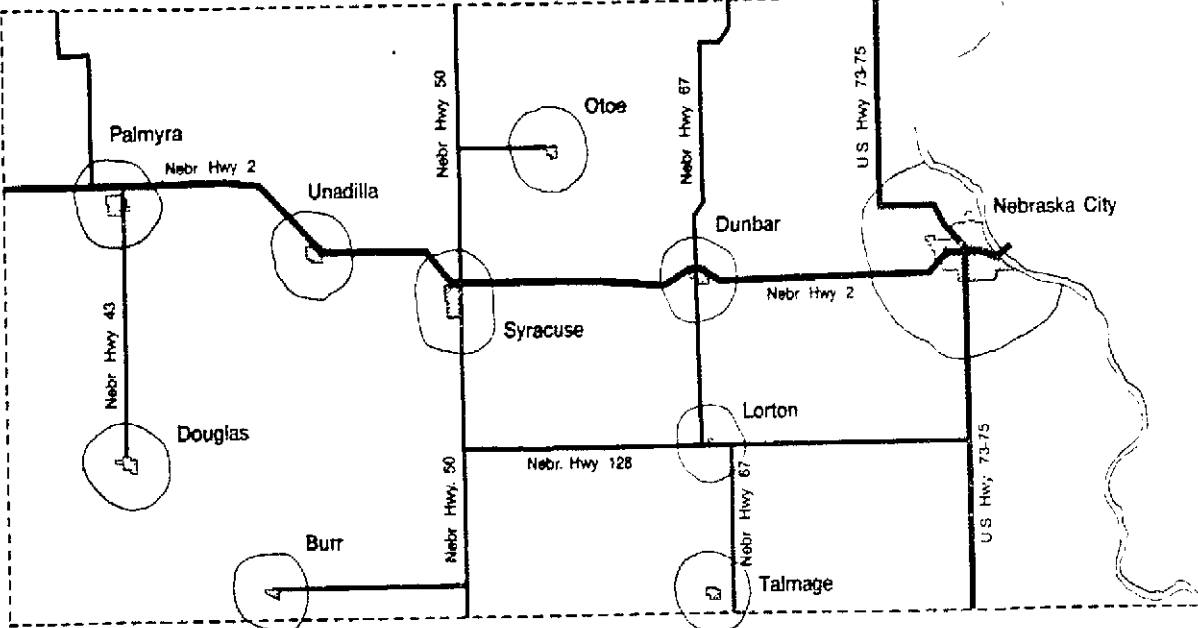 Palmyra
Nebr Hwy 2
Unadilla
Nebr Hwy 50
Otoe
Nebr Hwy 67
US Hwy 73-75
Nebraska City
Dunbar
Nebr Hwy 2
Syracuse
Nebr Hwy 43
Douglas
Lorton
Nebr. Hwy 128
Nebr Hwy. 50
Nebr Hwy 67
US Hwy 73-75
Burr
Talmage